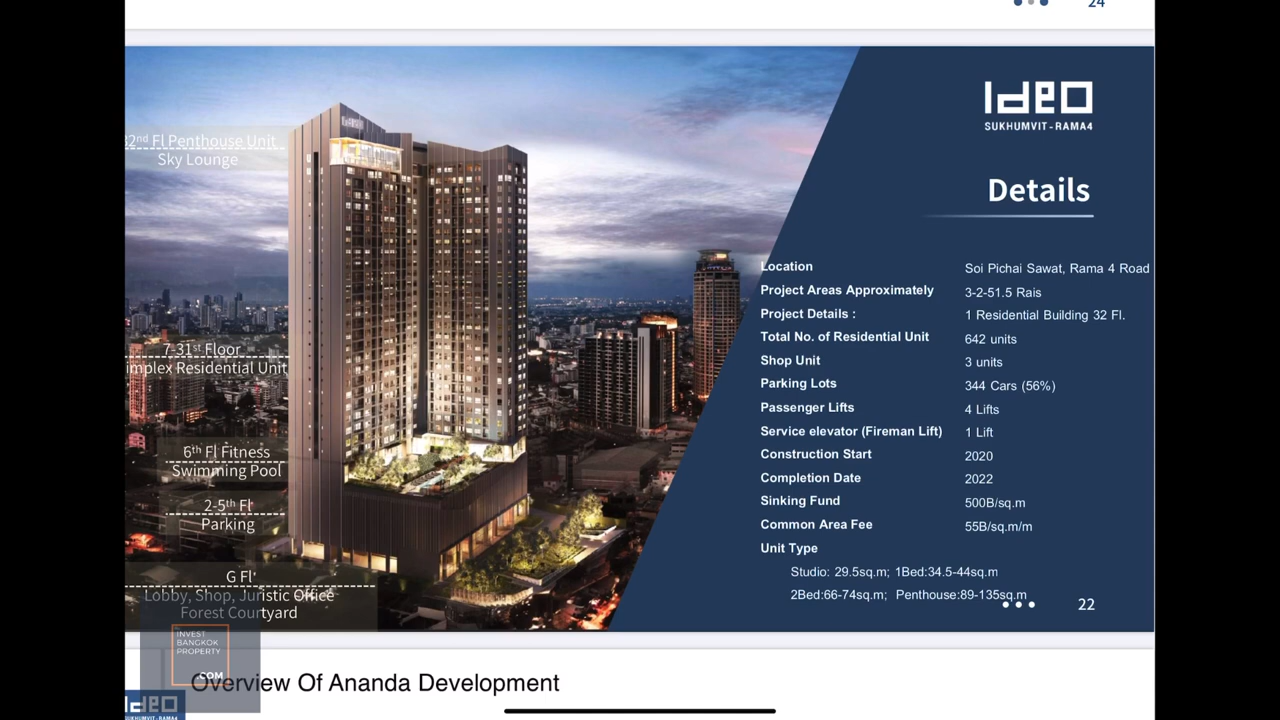 24
32nd Fl Penthouse Unit
Sky Lounge
7-31st Floor
implex Residential Unit
6th Fl Fitness
Swimming Pool
2-5th Fl
Parking
G Fl
Lobby, Shop, Juristic Office
Forest Courtyard
Ideo
SUKHUMVIT-RAMA4
Details
Location Soi Pichai Sawat, Rama 4 Road
Project Areas Approximately 3-2-51.5 Rais
Project Details : 1 Residential Building 32 Fl.
Total No. of Residential Unit 642 units
Shop Unit 3 units
Parking Lots 344 Cars (56%)
Passenger Lifts 4 Lifts
Service elevator (Fireman Lift) 1 Lift
Construction Start 2020
Completion Date 2022
Sinking Fund 500B/sq.m
Common Area Fee 55B/sq.m/m
Unit Type
Studio: 29.5sq.m; 1Bed:34.5-44sq.m
2Bed:66-74sq.m; Penthouse:89-135sq.m
22
INVEST
BANGKOK
PROPERTY
.COM
Overview Of Ananda Development
Ideo
SUKHUMVIT-RAMA4